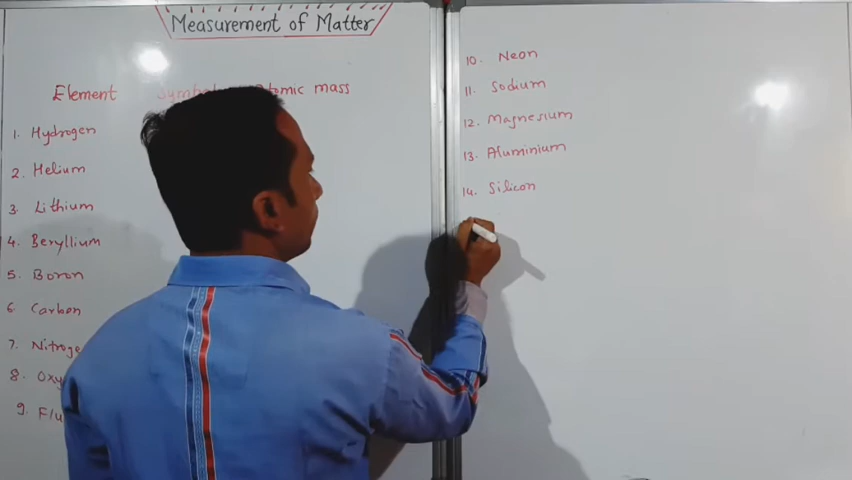 Measurement of Matter
Element Symbol Atomic mass
1. Hydrogen
2. Helium
3. Lithium
4. Beryllium
5. Boron
6. Carbon
7. Nitroge
8. Oxy
9. Flu
10. Neon
11. Sodium
12. Magnesium
13. Aluminium
14. Silicon